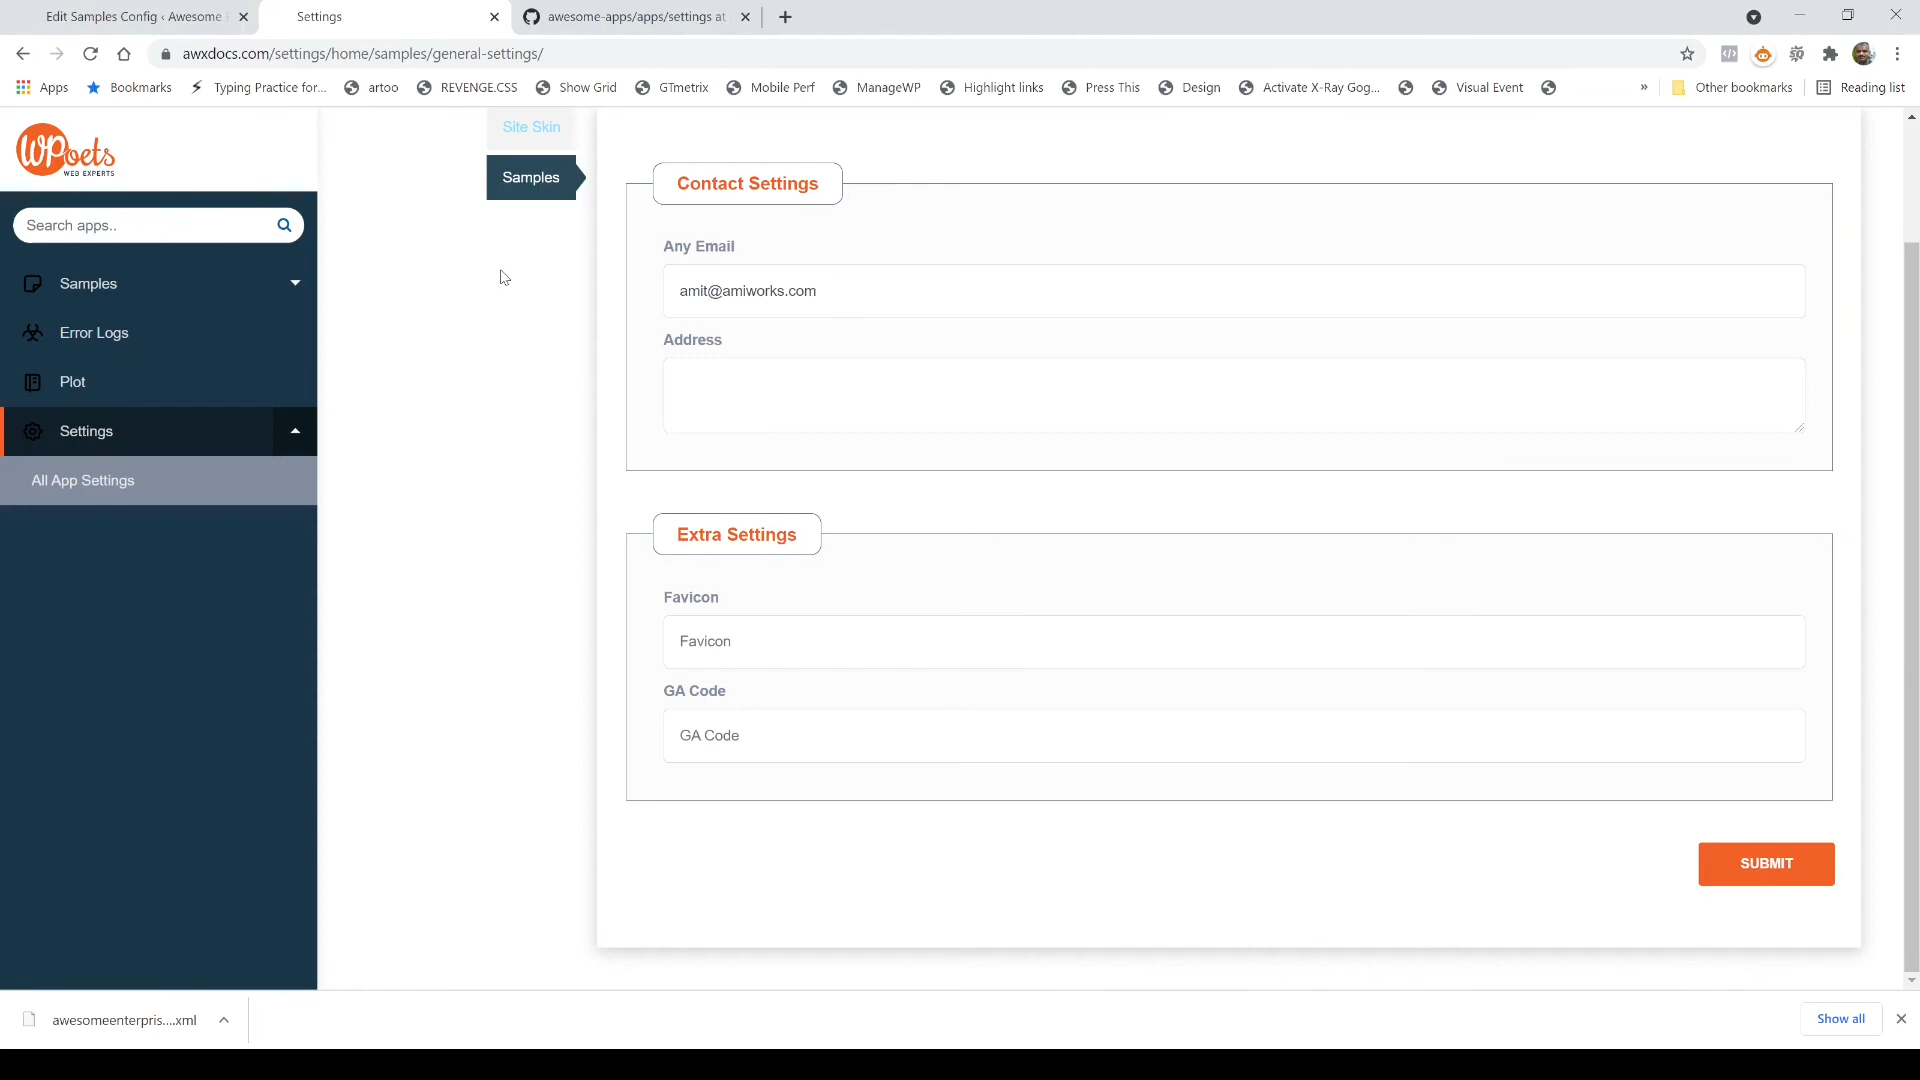 Edit Samples Config ‹ Awesome
Settings
awesome-apps/apps/settings at
awxdocs.com/settings/home/samples/general-settings/
Apps
Bookmarks
Typing Practice for...
artoo
REVENGE.CSS
Show Grid
GTmetrix
Mobile Perf
ManageWP
Highlight links
Press This
Design
Activate X-Ray Gog...
Visual Event
»
Other bookmarks
Reading list
WPoets
WEB EXPERTS
Search apps..
Samples
Error Logs
Plot
Settings
All App Settings
Site Skin
Samples
Contact Settings
Any Email
amit@amiworks.com
Address
Extra Settings
Favicon
Favicon
GA Code
GA Code
SUBMIT
awesomeenterpris....xml
Show all